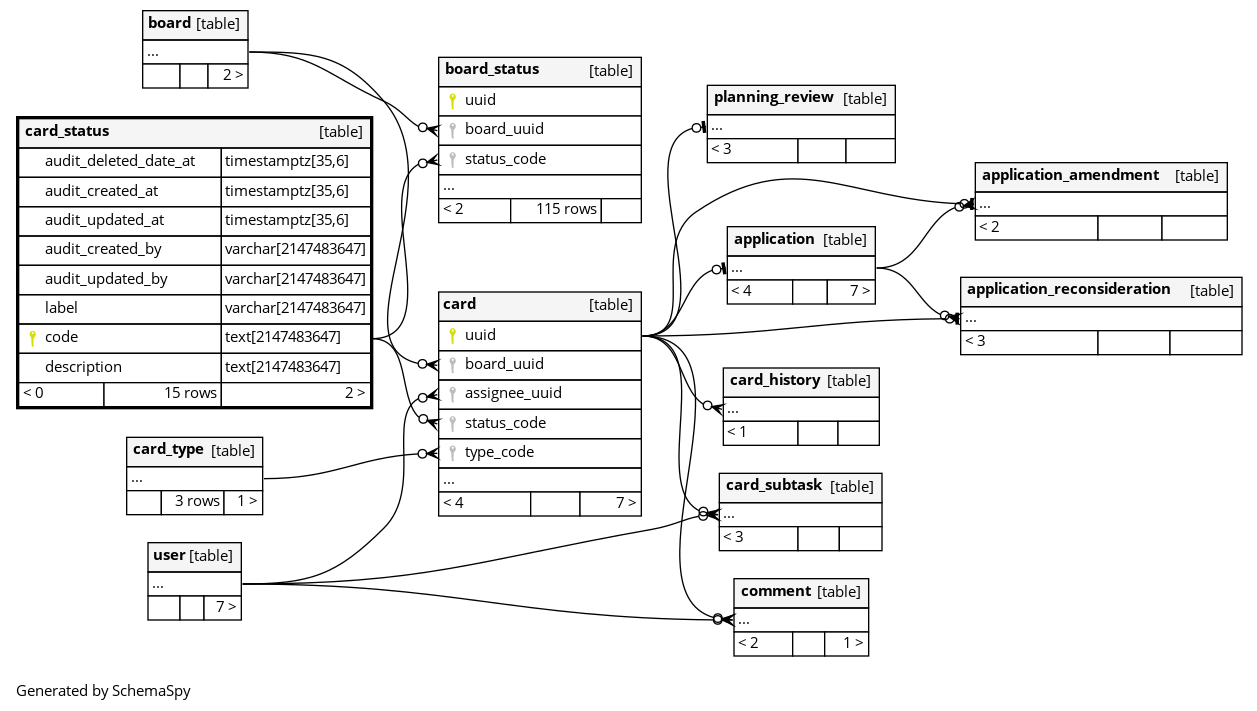 board [table]
...
2 >
card_status [table]
audit_deleted_date_at timestamptz[35,6]
audit_created_at timestamptz[35,6]
audit_updated_at timestamptz[35,6]
audit_created_by varchar[2147483647]
audit_updated_by varchar[2147483647]
label varchar[2147483647]
code text[2147483647]
description text[2147483647]
< 0 15 rows 2 >
card_type [table]
...
3 rows 1 >
user [table]
...
7 >
board_status [table]
uuid
board_uuid
status_code
...
< 2 115 rows
card [table]
uuid
board_uuid
assignee_uuid
status_code
type_code
...
< 4 7 >
planning_review [table]
...
< 3
application [table]
...
< 4 7 >
card_history [table]
...
< 1
card_subtask [table]
...
< 3
comment [table]
...
< 2 1 >
application_amendment [table]
...
< 2
application_reconsideration [table]
...
< 3
Generated by SchemaSpy